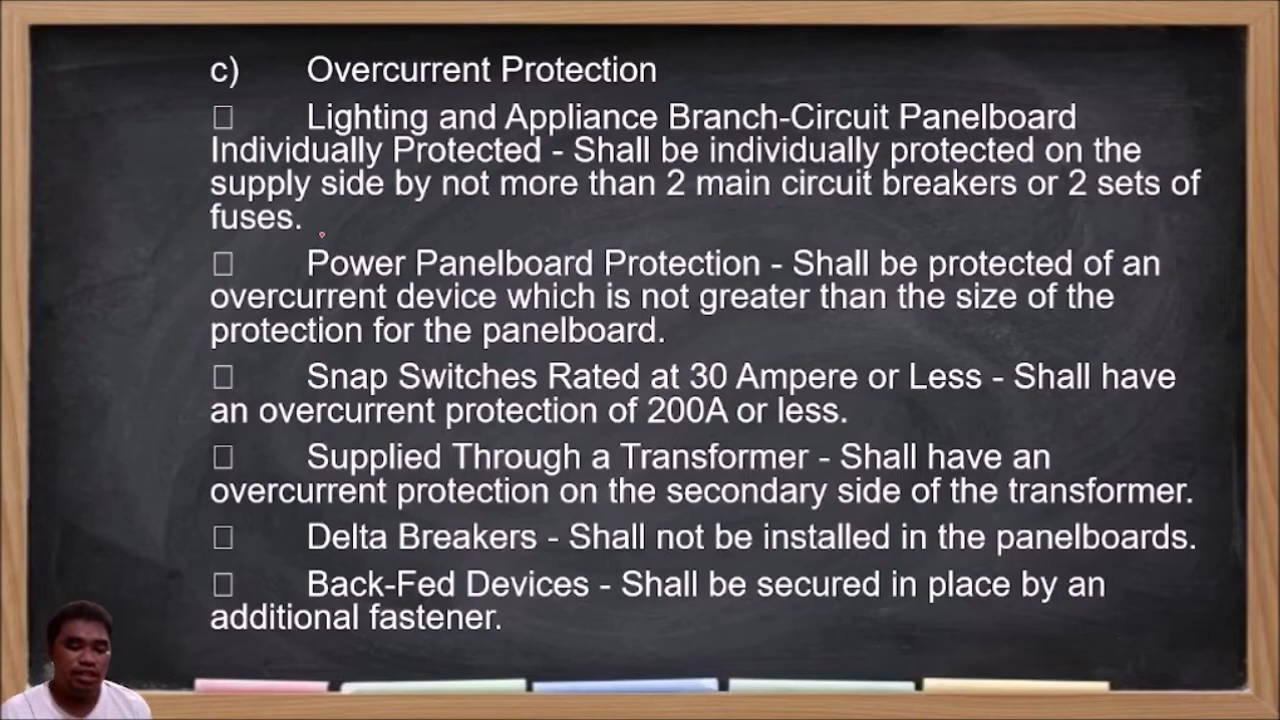 c) Overcurrent Protection
□ Lighting and Appliance Branch-Circuit Panelboard
Individually Protected - Shall be individually protected on the
supply side by not more than 2 main circuit breakers or 2 sets of
fuses.
□ Power Panelboard Protection - Shall be protected of an
overcurrent device which is not greater than the size of the
protection for the panelboard.
□ Snap Switches Rated at 30 Ampere or Less - Shall have
an overcurrent protection of 200A or less.
□ Supplied Through a Transformer - Shall have an
overcurrent protection on the secondary side of the transformer.
□ Delta Breakers - Shall not be installed in the panelboards.
□ Back-Fed Devices - Shall be secured in place by an
additional fastener.